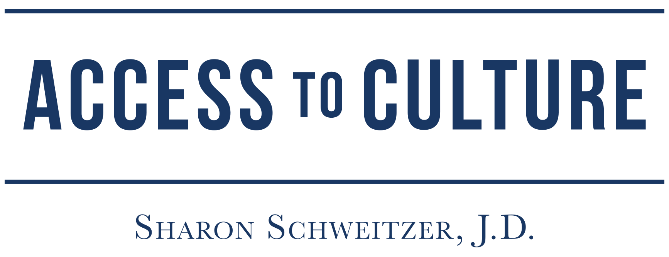 ACCESS TO CULTURE
SHARON SCHWEITZER, J.D.